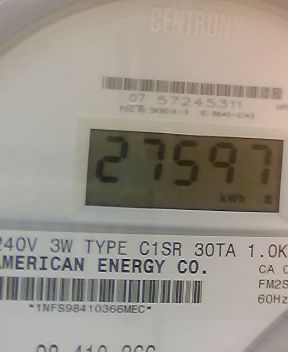 CENTRON®
07 57245311
27597
kWh
240V 3W TYPE C1SR 30TA 1.0K
AMERICAN ENERGY CO.
CA
FM2S
60Hz
*1NFS98410366MEC*